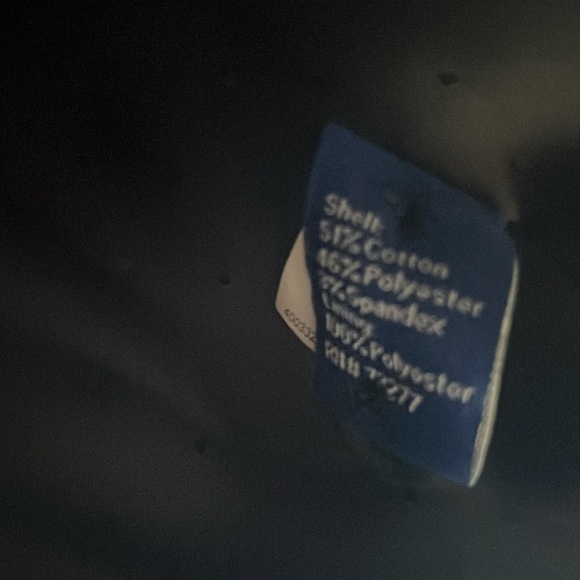 Shell:
51% Cotton
46% Polyester
3% Spandex
Lining:
100% Polyester